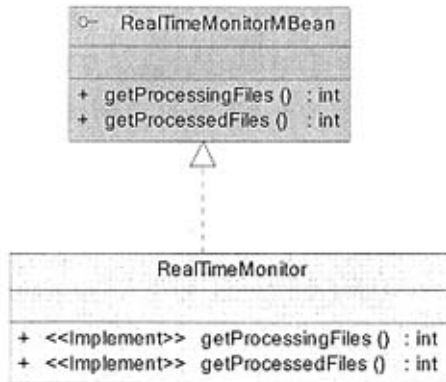 RealTimeMonitorMBean
+ getProcessingFiles () : int
+ getProcessedFiles () : int
RealTimeMonitor
+ <<Implement>> getProcessingFiles () : int
+ <<Implement>> getProcessedFiles () : int